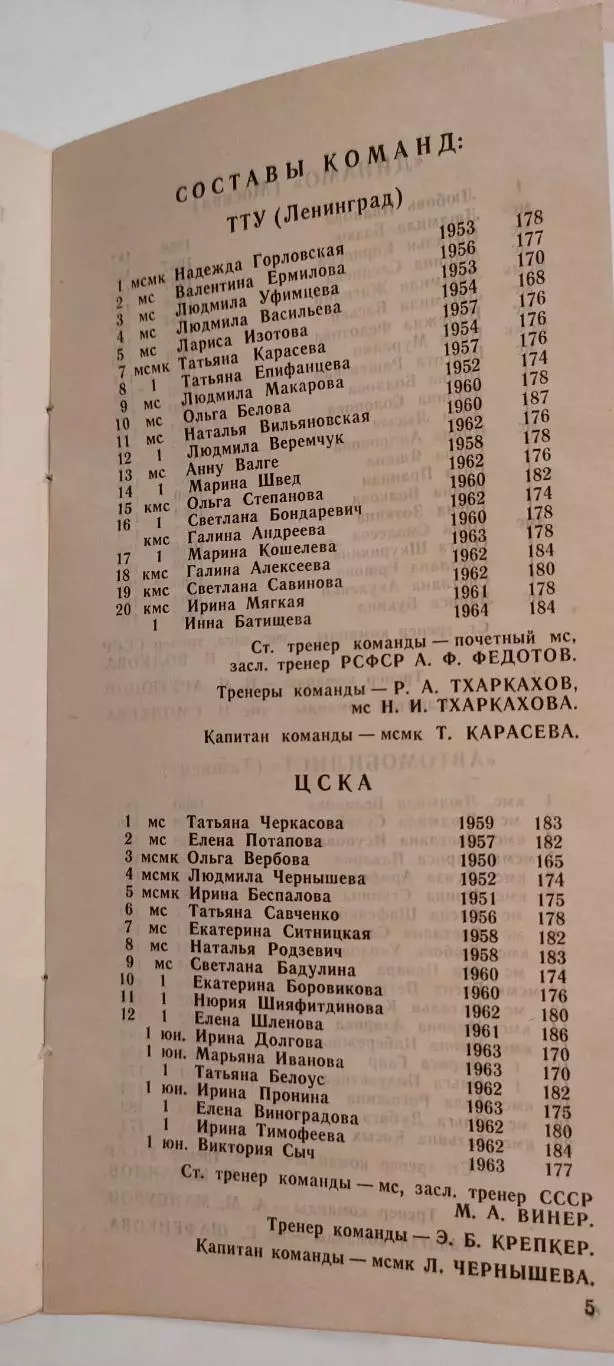 СОСТАВЫ КОМАНД:
ТТУ (Ленинград)
1 мсмк Надежда Горловская 1953 178
2 мс Валентина Ермилова 1956 177
3 мс Людмила Уфимцева 1953 170
4 мс Людмила Васильева 1954 168
5 мс Лариса Изотова 1957 176
7 мсмк Татьяна Карасева 1954 176
8 1 Татьяна Епифанцева 1957 176
9 мс Людмила Макарова 1952 174
10 мс Ольга Белова 1960 178
11 мс Наталья Вильяновская 1960 187
12 1 Людмила Веремчук 1962 176
13 мс Анну Валге 1958 178
14 1 Марина Швед 1962 176
15 кмс Ольга Степанова 1960 182
16 1 Светлана Бондаревич 1962 174
кмс Галина Андреева 1960 178
17 1 Марина Кошелева 1963 178
18 кмс Галина Алексеева 1962 184
19 кмс Светлана Савинова 1962 180
20 кмс Ирина Мягкая 1961 178
1 Инна Батищева 1964 184
Ст. тренер команды — почетный мс,
засл. тренер РСФСР А. Ф. ФЕДОТОВ.
Тренеры команды — Р. А. ТХАРКАХОВ,
мс Н. И. ТХАРКАХОВА.
Капитан команды — мсмк Т. КАРАСЕВА.
ЦСКА
1 мс Татьяна Черкасова 1959 183
2 мс Елена Потапова 1957 182
3 мсмк Ольга Вербова 1950 165
4 мсмк Людмила Чернышева 1952 174
5 мсмк Ирина Беспалова 1951 175
6 мс Татьяна Савченко 1956 178
7 мс Екатерина Ситницкая 1958 182
8 мс Наталья Родзевич 1958 183
9 мс Светлана Бадулина 1960 174
10 1 Екатерина Боровикова 1960 176
11 1 Нюрия Шияфитдинова 1962 180
12 1 Елена Шленова 1961 186
1 юн. Ирина Долгова 1963 170
1 юн. Марьяна Иванова 1963 170
1 Татьяна Белоус 1962 182
1 юн. Ирина Пронина 1963 175
1 Елена Виноградова 1962 180
1 Ирина Тимофеева 1962 184
1 юн. Виктория Сыч 1963 177
Ст. тренер команды — мс, засл. тренер СССР
М. А. ВИНЕР.
Тренер команды — Э. Б. КРЕПКЕР.
Капитан команды — мсмк Л. ЧЕРНЫШЕВА.
5